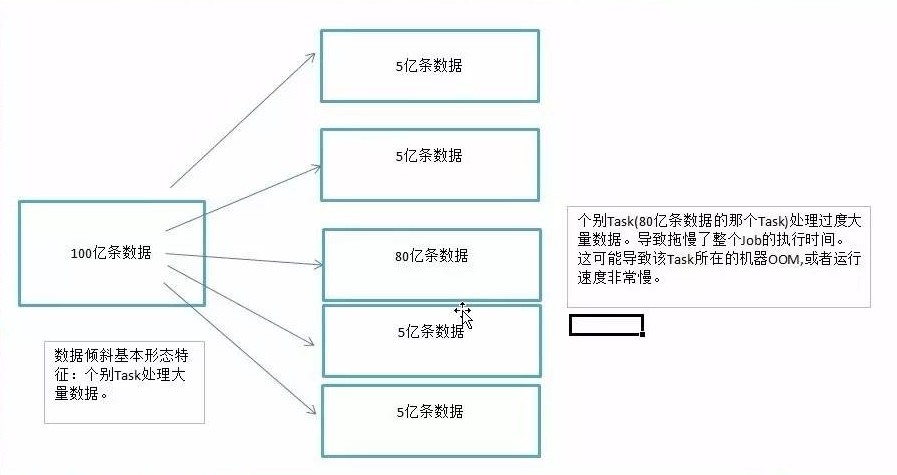 5亿条数据
5亿条数据
100亿条数据
80亿条数据
5亿条数据
5亿条数据
个别Task(80亿条数据的那个Task)处理过度大
量数据。导致拖慢了整个Job的执行时间。
这可能导致该Task所在的机器OOM,或者运行
速度非常慢。
数据倾斜基本形态特
征：个别Task处理大
量数据。